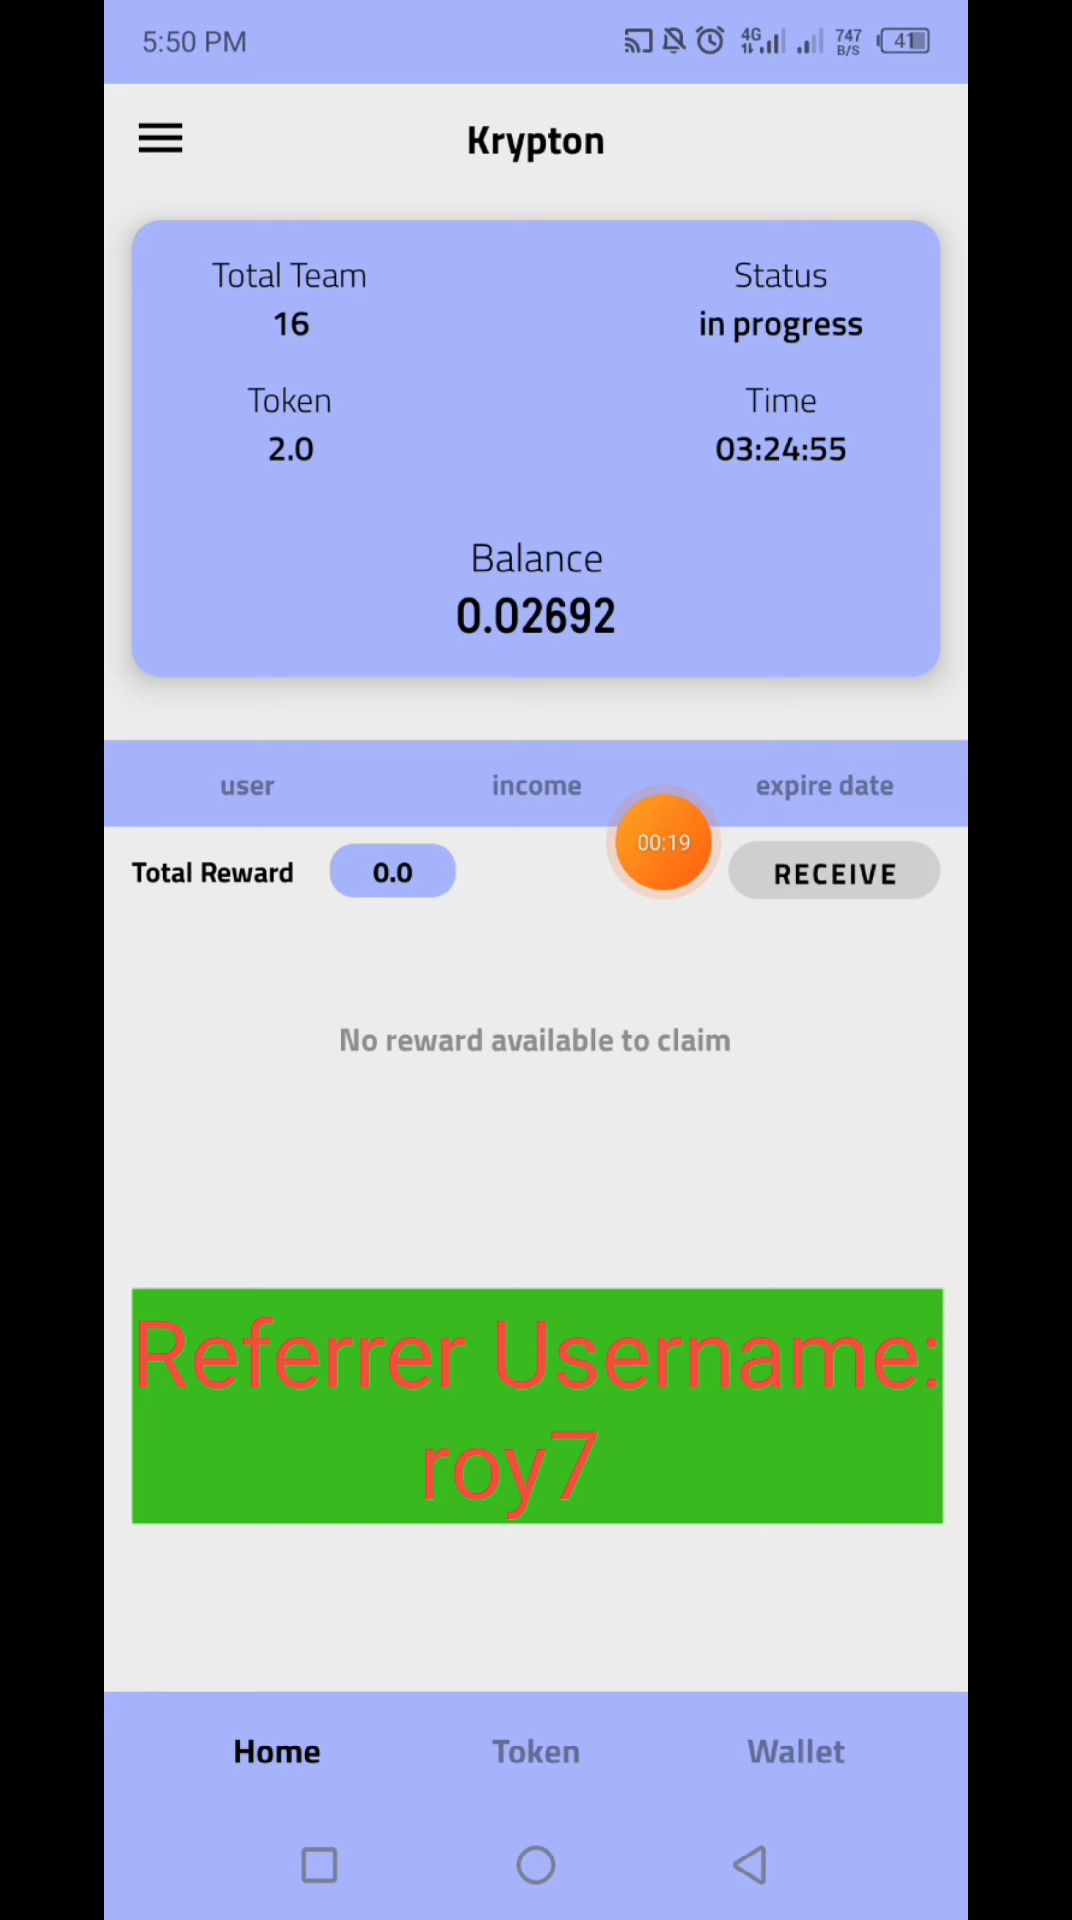 5:50 PM 4G 747 B/S 41
Krypton
Total Team Status
16 in progress
Token Time
2.0 03:24:55
Balance
0.02692
user income expire date
Total Reward 0.0 00:19 RECEIVE
No reward available to claim
Referrer Username:
roy7
Home Token Wallet